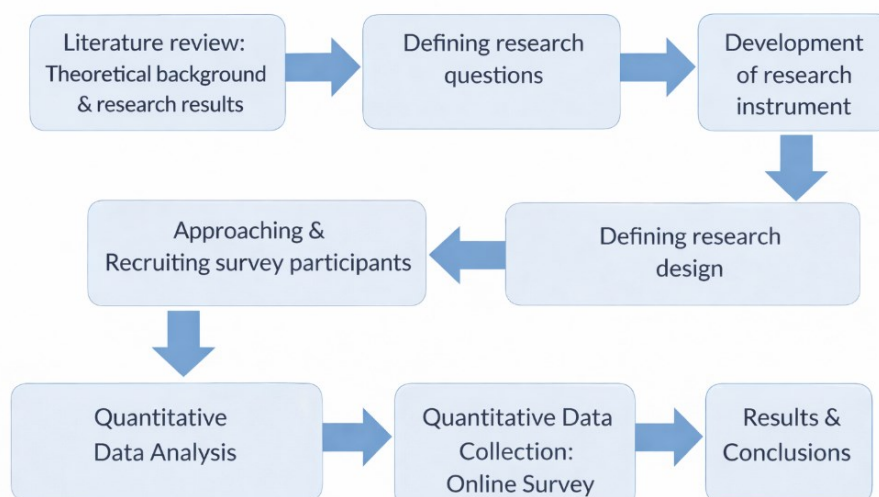 Literature review:
Theoretical background
& research results
Defining research
questions
Development
of research
instrument
Defining research
design
Approaching &
Recruiting survey participants
Quantitative
Data Analysis
Quantitative Data
Collection:
Online Survey
Results &
Conclusions